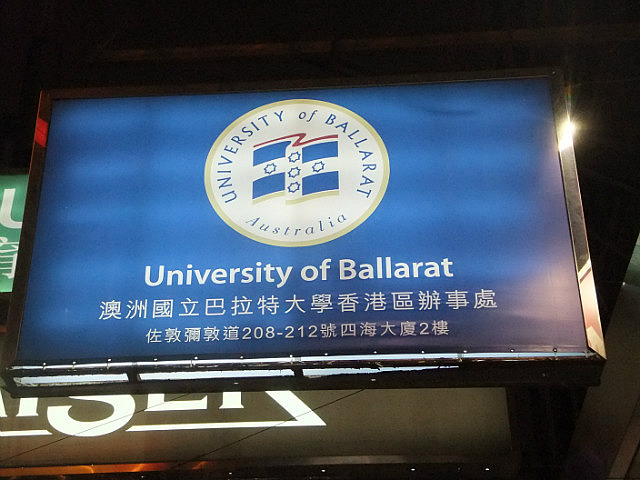 UNIVERSITY of BALLARAT
Australia
University of Ballarat
澳洲國立巴拉特大學香港區辦事處
佐敦彌敦道208-212號四海大廈2樓
U
育
AISER